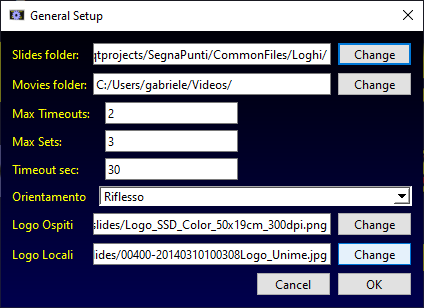 General Setup
Slides folder: qtprojects/SegnaPunti/CommonFiles/Loghi/ Change
Movies folder: C:/Users/gabriele/Videos/ Change
Max Timeouts: 2
Max Sets: 3
Timeout sec: 30
Orientamento Riflesso
Logo Ospiti slides/Logo_SSD_Color_50x19cm_300dpi.png Change
Logo Locali ides/00400-20140310100308Logo_Unime.jpg Change
Cancel OK